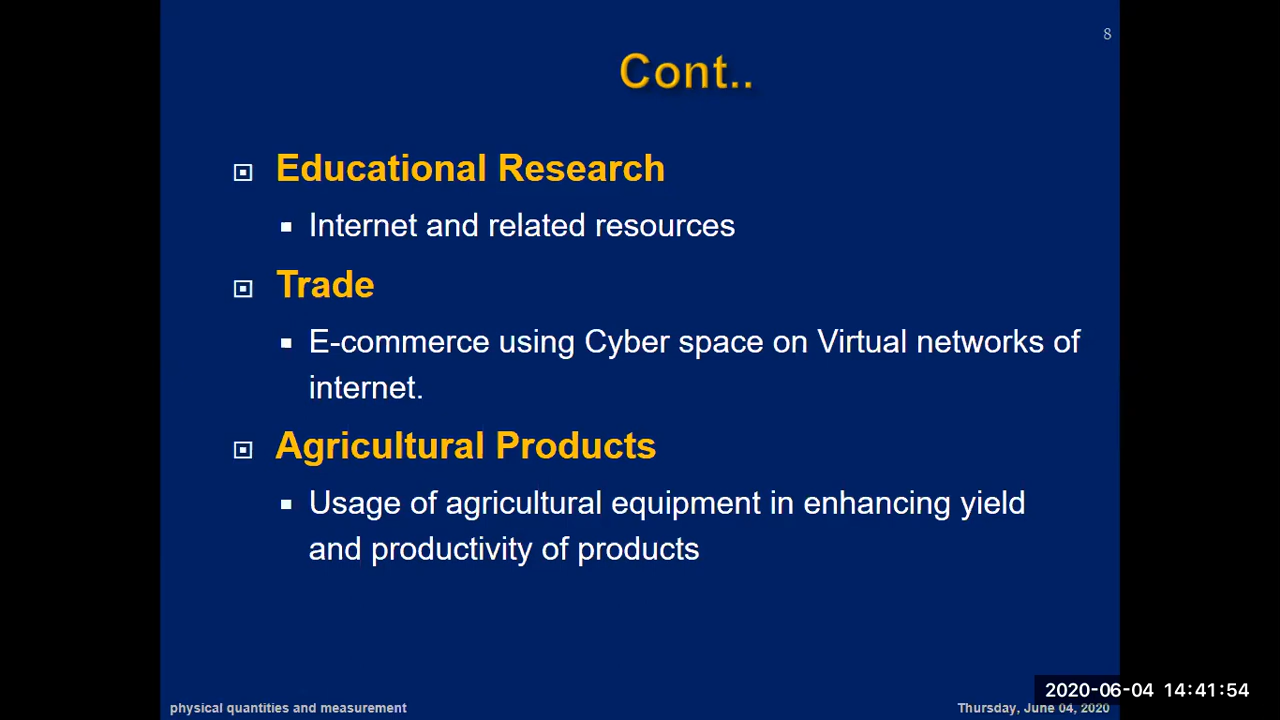 8
Cont..
Educational Research
Internet and related resources
Trade
E-commerce using Cyber space on Virtual networks of
internet.
Agricultural Products
Usage of agricultural equipment in enhancing yield
and productivity of products
2020-06-04 14:41:54
physical quantities and measurement
Thursday, June 04, 2020